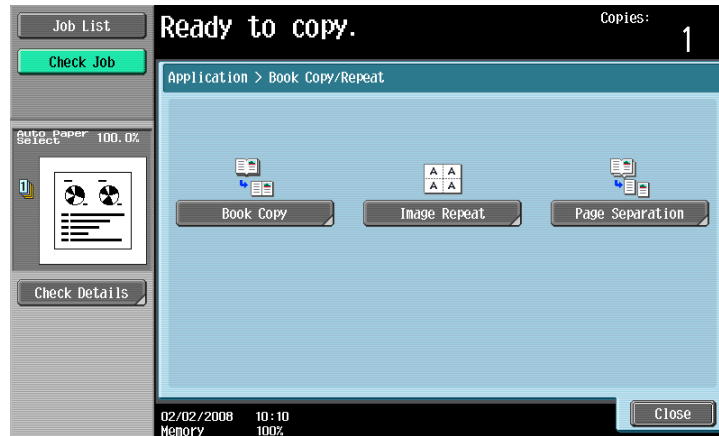 Job List
Check Job
Ready to copy.
Copies:
1
Application > Book Copy/Repeat
Auto Paper
Select 100.0%
1
A A
A A
Book Copy
Image Repeat
Page Separation
Check Details
02/02/2008 10:10
Memory 100%
Close